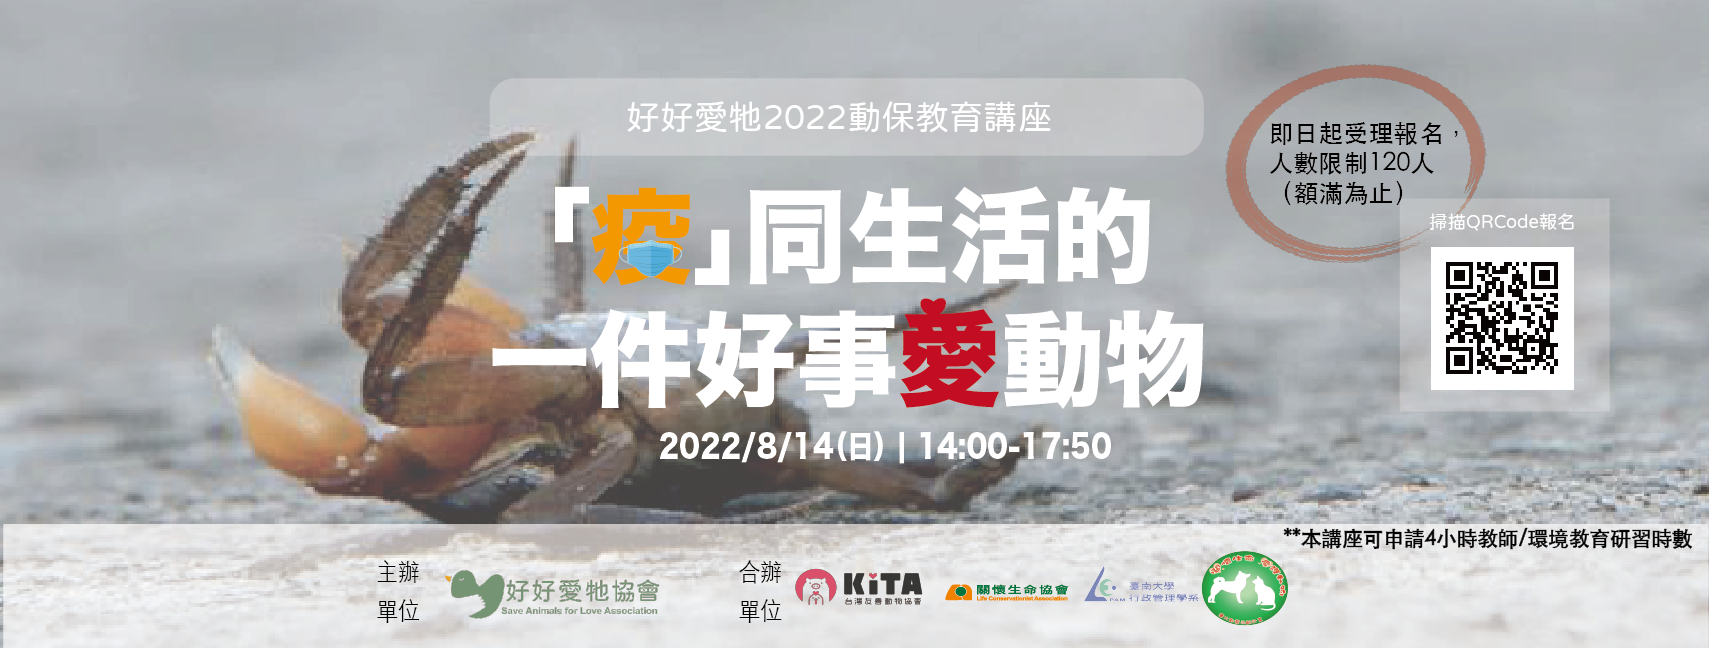 好好愛牠2022動保教育講座
「疫」同生活的
一件好事愛動物
2022/8/14(日) | 14:00-17:50
即日起受理報名，
人數限制120人
（額滿為止）
掃描QRCode報名
**本講座可申請4小時教師/環境教育研習時數
主辦
單位
好好愛牠協會
Save Animals for Love Association
合辦
單位
KiTA
台灣友善動物協會
關懷生命協會
Life Conservationist Association
PAM
臺南大學
行政管理學系